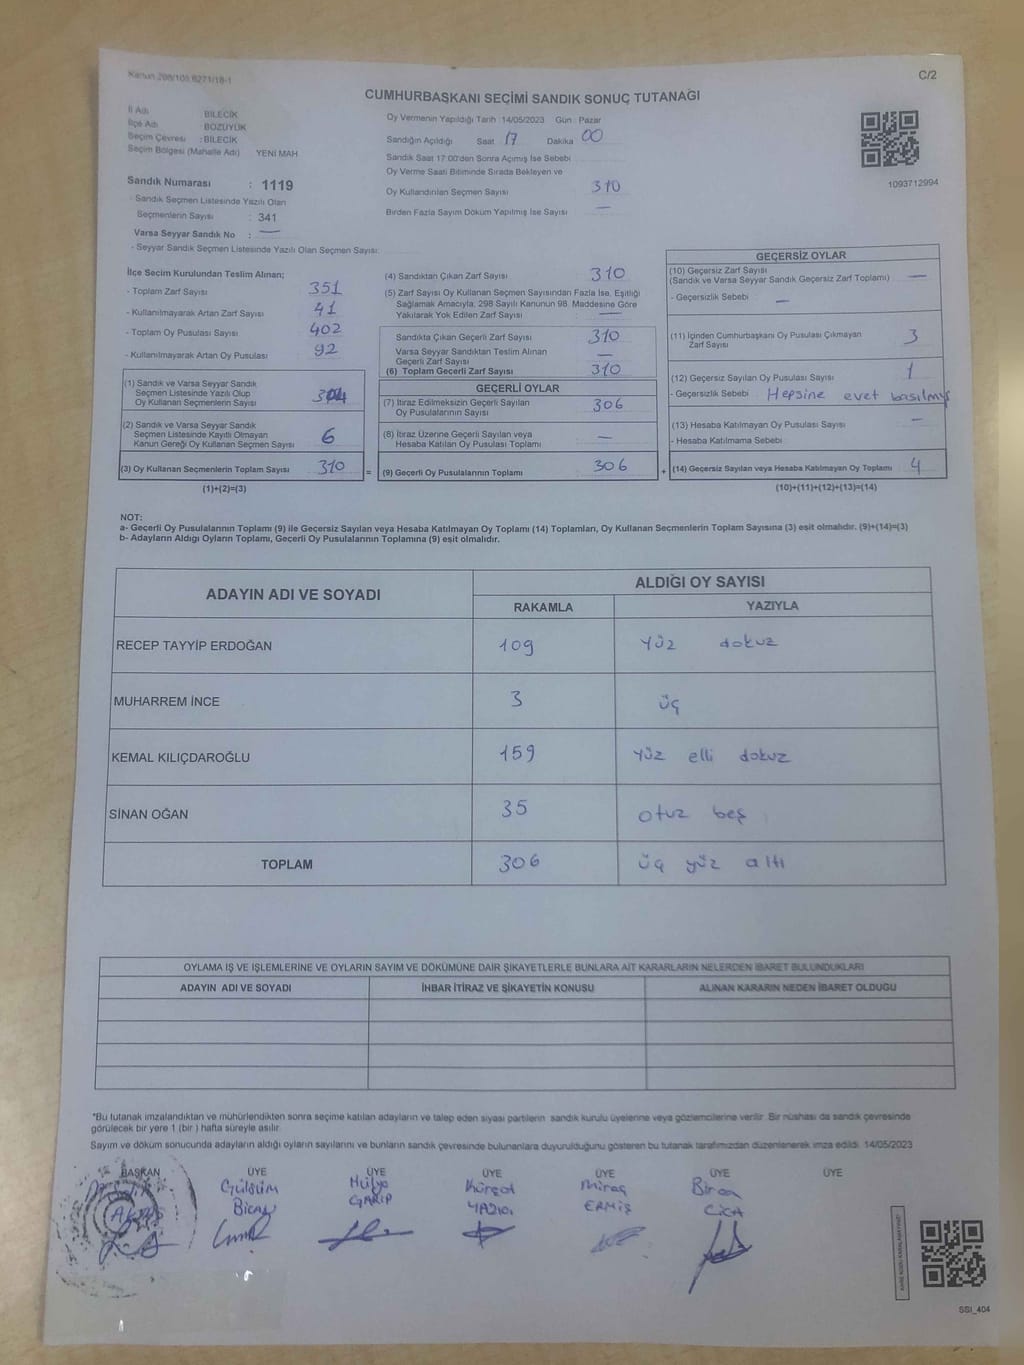 Kanun 298/105 6271/18-1
C/2
CUMHURBAŞKANI SEÇİMİ SANDIK SONUÇ TUTANAĞI
İl Adı BİLECİK
İlçe Adı BOZÜYÜK
Seçim Çevresi : BİLECİK
Seçim Bölgesi (Mahalle Adı) YENİ MAH
Sandık Numarası : 1119
- Sandık Seçmen Listesinde Yazılı Olan
Seçmenlerin Sayısı : 341
Varsa Seyyar Sandık No : —
- Seyyar Sandık Seçmen Listesinde Yazılı Olan Seçmen Sayısı:
Oy Vermenin Yapıldığı Tarih :14/05/2023 Gün : Pazar
Sandığın Açıldığı Saat 17 Dakika 00
Sandık Saat 17:00'den Sonra Açımış İse Sebebi
Oy Verme Saati Bitiminde Sırada Bekleyen ve
Oy Kullandırılan Seçmen Sayısı 310
Birden Fazla Sayım Döküm Yapılmış İse Sayısı —
1093712994
İlçe Secim Kurulundan Teslim Alınan;
- Toplam Zarf Sayısı 351
- Kullanılmayarak Artan Zarf Sayısı 41
- Toplam Oy Pusulası Sayısı 402
- Kullanılmayarak Artan Oy Pusulası 92
(1) Sandık ve Varsa Seyyar Sandık
Seçmen Listesinde Yazılı Olup
Oy Kullanan Seçmenlerin Sayısı
(2) Sandık ve Varsa Seyyar Sandık
Seçmen Listesinde Kayıtlı Olmayan
Kanun Gereği Oy Kullanan Seçmen Sayısı 6
(3) Oy Kullanan Seçmenlerin Toplam Sayısı 310 =
(1)+(2)=(3)
(4) Sandıktan Çıkan Zarf Sayısı 310
(5) Zarf Sayısı Oy Kullanan Seçmen Sayısından Fazla İse, Eşitliği
Sağlamak Amacıyla; 298 Sayılı Kanunun 98. Maddesine Göre
Yakılarak Yok Edilen Zarf Sayısı —
Sandıkta Çıkan Geçerli Zarf Sayısı 310
Varsa Seyyar Sandıktan Teslim Alınan
Geçerli Zarf Sayısı —
(6) Toplam Geçerli Zarf Sayısı 310
GEÇERLİ OYLAR
(7) İtiraz Edilmeksizin Geçerli Sayılan
Oy Pusulalarının Sayısı 306
(8) İtiraz Üzerine Geçerli Sayılan veya
Hesaba Katılan Oy Pusulası Toplamı —
(9) Geçerli Oy Pusulalarının Toplamı 306 +
GEÇERSİZ OYLAR
(10) Geçersiz Zarf Sayısı
(Sandık ve Varsa Seyyar Sandık Geçersiz Zarf Toplamı) —
- Geçersizlik Sebebi : —
(11) İçinden Cumhurbaşkanı Oy Pusulası Çıkmayan
Zarf Sayısı 3
(12) Geçersiz Sayılan Oy Pusulası Sayısı 1
- Geçersizlik Sebebi : Hepsine evet basılmış
(13) Hesaba Katılmayan Oy Pusulası Sayısı —
- Hesaba Katılmama Sebebi :
(14) Geçersiz Sayılan veya Hesaba Katılmayan Oy Toplamı 4
(10)+(11)+(12)+(13)=(14)
NOT:
a- Geçerli Oy Pusulalarının Toplamı (9) ile Geçersiz Sayılan veya Hesaba Katılmayan Oy Toplamı (14) Toplamları, Oy Kullanan Secmenlerin Toplam Sayısına (3) eşit olmalıdır. (9)+(14)=(3)
b- Adayların Aldığı Oyların Toplamı, Geçerli Oy Pusulalarının Toplamına (9) eşit olmalıdır.
ADAYIN ADI VE SOYADI ALDIĞI OY SAYISI
RAKAMLA YAZIYLA
RECEP TAYYİP ERDOĞAN 109 yüz dokuz
MUHARREM İNCE 3 üç
KEMAL KILIÇDAROĞLU 159 yüz elli dokuz
SİNAN OĞAN 35 otuz beş
TOPLAM 306 üç yüz altı
OYLAMA İŞ VE İŞLEMLERİNE VE OYLARIN SAYIM VE DÖKÜMÜNE DAİR ŞİKAYETLERLE BUNLARA AİT KARARLARIN NELERDEN İBARET BULUNDUKLARI
ADAYIN ADI VE SOYADI İHBAR İTİRAZ VE ŞİKAYETİN KONUSU ALINAN KARARIN NEDEN İBARET OLDUĞU
*Bu tutanak imzalandıktan ve mühürlendikten sonra seçime katılan adayların ve talep eden siyasi partilerin sandık kurulu üyelerine veya gözlemcilerine verilir. Bir nüshası da sandık çevresinde
görülecek bir yere 1 (bir) hafta süreyle asılır.
Sayım ve döküm sonucunda adayların aldığı oyların sayılarını ve bunların sandık çevresinde bulunanlara duyurulduğunu gösteren bu tutanak tarafımızdan düzenlenerek imza edildi. 14/05/2023
BAŞKAN ÜYE ÜYE ÜYE ÜYE ÜYE ÜYE
Gülsüm Hülya Kürşat Miraç
GARİP YAZICI ERMİŞ
SSI_404